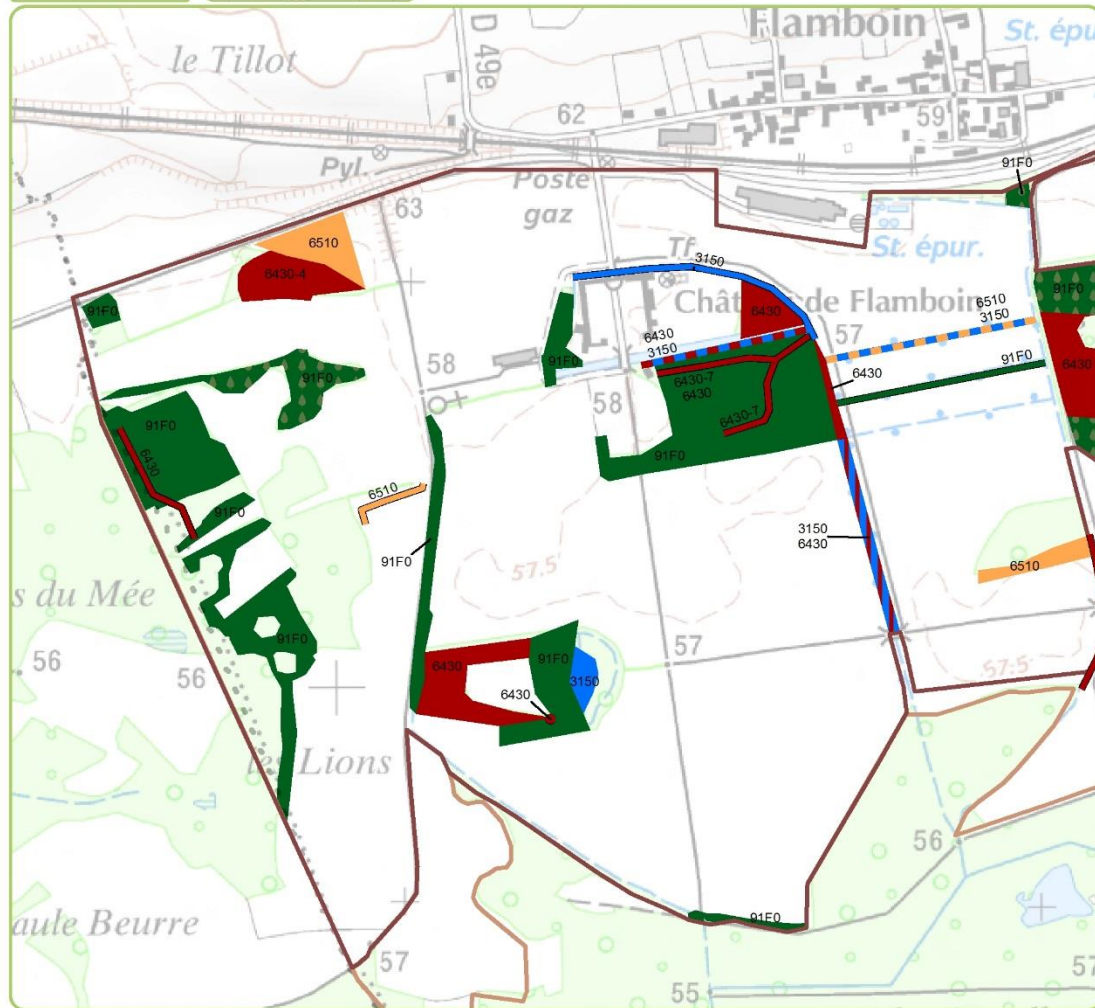 Flamboin
St. épu
le Tillot
D 49e
62
59
Pyl.
91F0
Poste
gaz
63
6510
St. épur.
6430-4
Tf.
3150
91F0
Château de Flamboin
6510
3150
6430
3150
57
58
91F0
91F0
91F0
6430
6430
6430-7
6430
58
91F0
6430-7
6430
91F0
91F0
6510
91F0
3150
6430
91F0
57.5
6510
s du Mée
91F0
56
56
57
57.5
6430
91F0
3150
6430
les Lions
56
aule Beurre
91F0
57
55
57